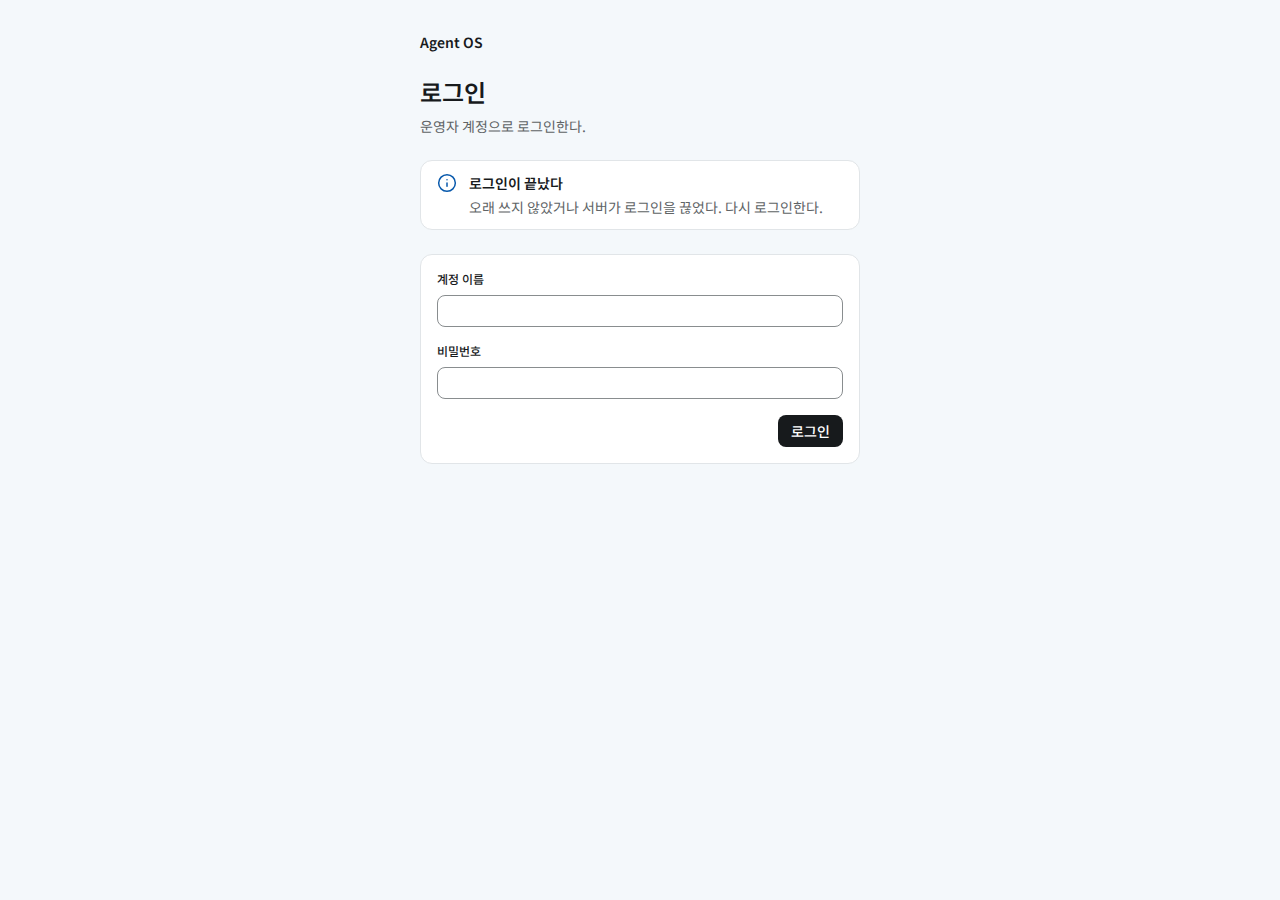 Agent OS
로그인
운영자 계정으로 로그인한다.
로그인이 끝났다
오래 쓰지 않았거나 서버가 로그인을 끊었다. 다시 로그인한다.
계정 이름
비밀번호
로그인